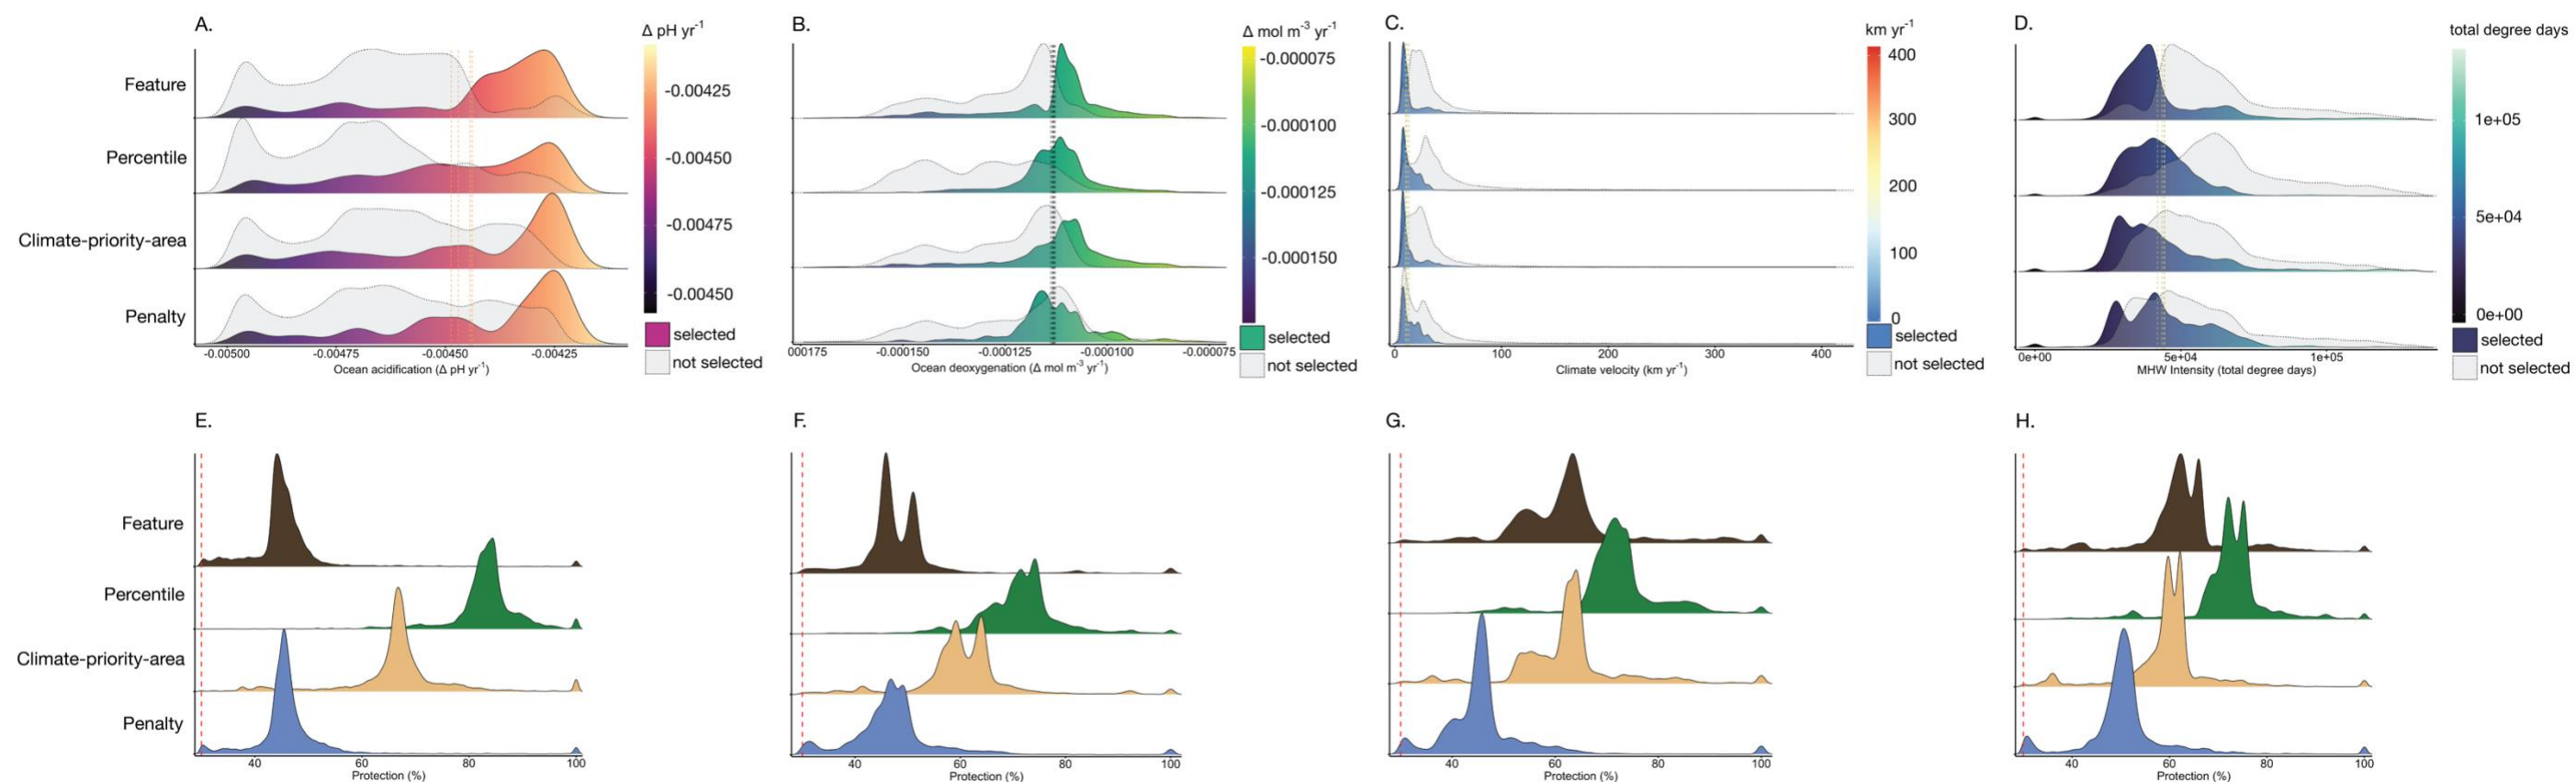 A.
Δ pH yr⁻¹
-0.00425
-0.00450
-0.00475
-0.00450
selected
not selected
Feature
Percentile
Climate-priority-area
Penalty
-0.00500 -0.00475 -0.00450 -0.00425
Ocean acidification (Δ pH yr⁻¹)
B.
Δ mol m⁻³ yr⁻¹
-0.000075
-0.000100
-0.000125
-0.000150
selected
not selected
000175 -0.000150 -0.000125 -0.000100 -0.000075
Ocean deoxygenation (Δ mol m⁻³ yr⁻¹)
C.
km yr⁻¹
400
300
200
100
0
selected
not selected
0 100 200 300 400
Climate velocity (km yr⁻¹)
D.
total degree days
1e+05
5e+04
0e+00
selected
not selected
0e+00 5e+04 1e+05
MHW Intensity (total degree days)
E.
Feature
Percentile
Climate-priority-area
Penalty
40 60 80 100
Protection (%)
F.
40 60 80 100
Protection (%)
G.
40 60 80 100
Protection (%)
H.
40 60 80 100
Protection (%)